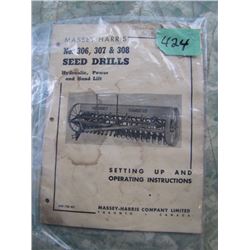 424
MASSEY-HARRIS
No. 306, 307 & 308
SEED DRILLS
Hydraulic, Power
and Hand Lift
SETTING UP AND
OPERATING INSTRUCTIONS
MASSEY-HARRIS COMPANY LIMITED
TORONTO - CANADA